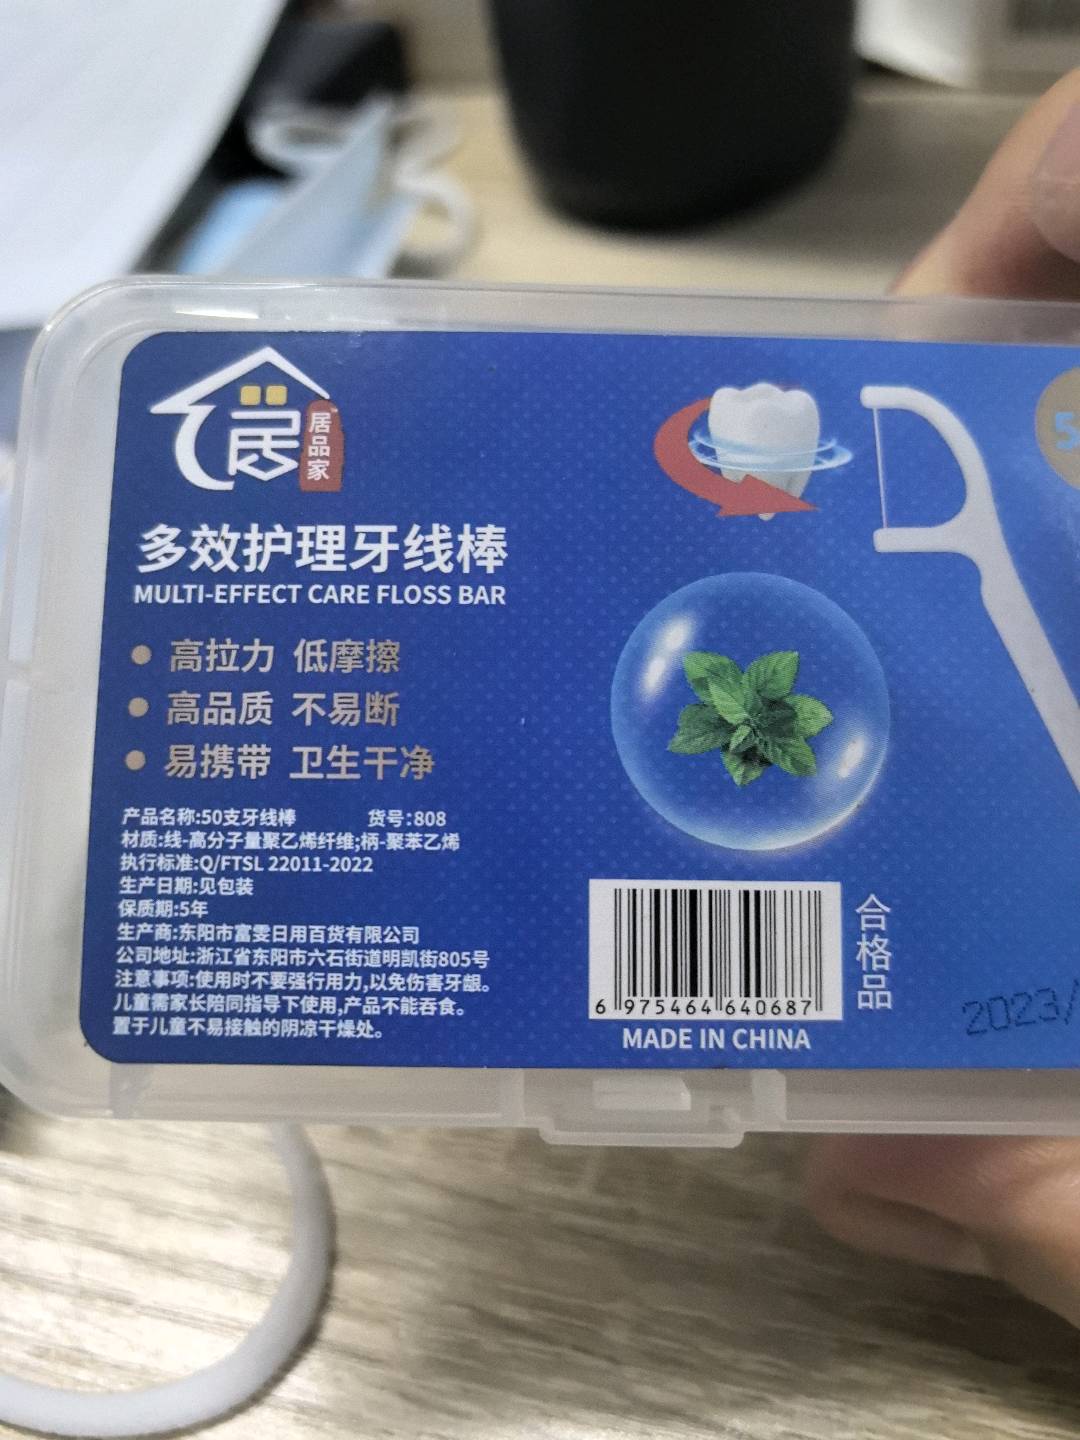 居
居品家
多效护理牙线棒
MULTI-EFFECT CARE FLOSS BAR
高拉力 低摩擦
高品质 不易断
易携带 卫生干净
产品名称:50支牙线棒 货号:808
材质:线-高分子量聚乙烯纤维;柄-聚苯乙烯
执行标准:Q/FTSL 22011-2022
生产日期:见包装
保质期:5年
生产商:东阳市富雯日用百货有限公司
公司地址:浙江省东阳市六石街道明凯街805号
注意事项:使用时不要强行用力,以免伤害牙龈。
儿童需家长陪同指导下使用,产品不能吞食。
置于儿童不易接触的阴凉干燥处。
5
6 975464 640687
MADE IN CHINA
合格品
2023/